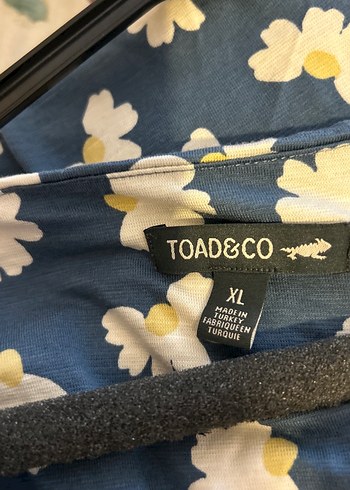 TOAD&CO
XL
MADE IN
TURKEY
FABRIQUE EN
TURQUIE